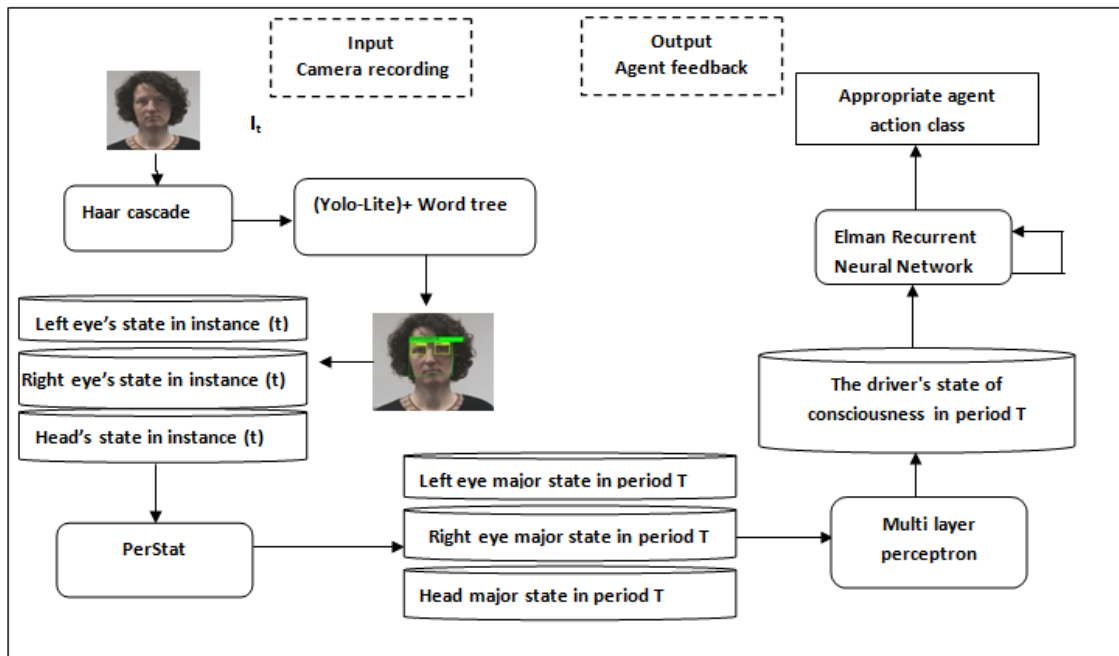 Input
Camera recording
Output
Agent feedback
Appropriate agent
action class
I_t
Haar cascade
(Yolo-Lite)+ Word tree
Elman Recurrent
Neural Network
Left eye's state in instance (t)
Right eye's state in instance (t)
Head's state in instance (t)
The driver's state of
consciousness in period T
Left eye major state in period T
Right eye major state in period T
Head major state in period T
PerStat
Multi layer
perceptron